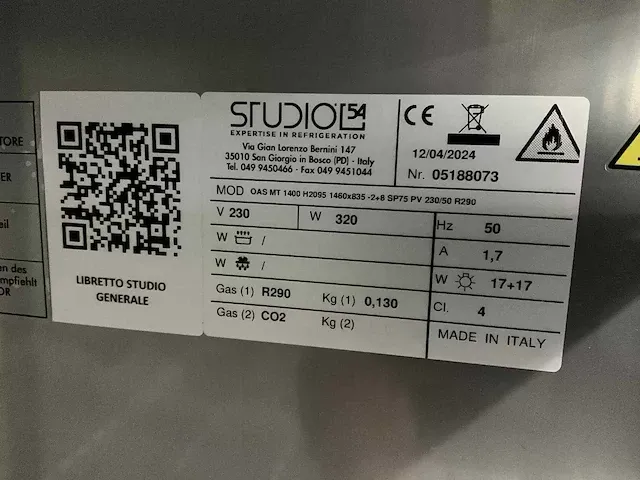 TORE
ER
eil
en des
mpfiehlt
OR
LIBRETTO STUDIO
GENERALE
STUDIO 54
EXPERTISE IN REFRIGERATION
Via Gian Lorenzo Bernini 147
35010 San Giorgio in Bosco (PD) - Italy
Tel. 049 9450466 - Fax 049 9451044
CE
12/04/2024
Nr. 05188073
MOD OAS MT 1400 H2095 1460x835 -2+8 SP75 PV 230/50 R290
V 230 W 320 Hz 50
W / A 1,7
W / W 17+17
Gas (1) R290 Kg (1) 0,130 Cl. 4
Gas (2) CO2 Kg (2) MADE IN ITALY